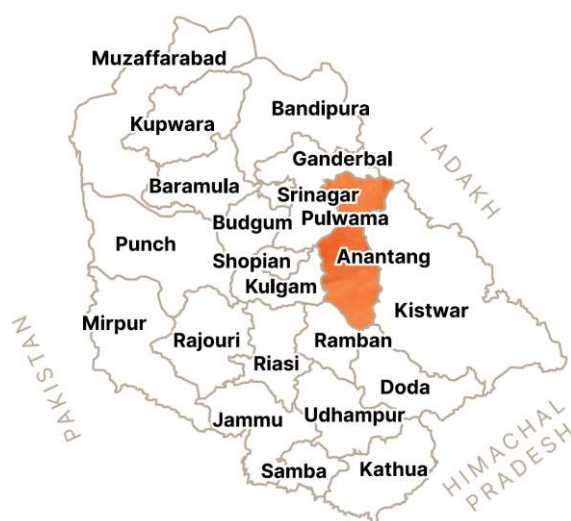 Muzaffarabad
Bandipura
Kupwara
LADAKH
Ganderbal
Baramula
Srinagar
Pulwama
Budgum
Punch
Shopian
Anantang
Kulgam
Kistwar
Mirpur
Rajouri
Ramban
Riasi
PAKISTAN
Doda
Jammu
Udhampur
Samba
Kathua
HIMACHAL
PRADESH